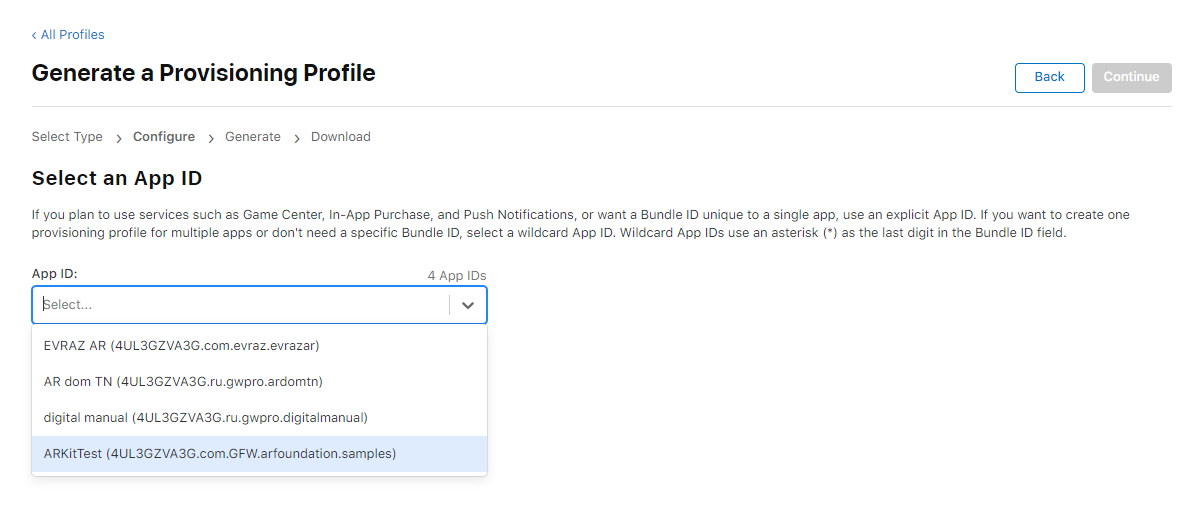 ‹ All Profiles
Generate a Provisioning Profile
Back
Continue
Select Type › Configure › Generate › Download
Select an App ID
If you plan to use services such as Game Center, In-App Purchase, and Push Notifications, or want a Bundle ID unique to a single app, use an explicit App ID. If you want to create one
provisioning profile for multiple apps or don't need a specific Bundle ID, select a wildcard App ID. Wildcard App IDs use an asterisk (*) as the last digit in the Bundle ID field.
App ID:
4 App IDs
Select...
EVRAZ AR (4UL3GZVA3G.com.evraz.evrazar)
AR dom TN (4UL3GZVA3G.ru.gwpro.ardomtn)
digital manual (4UL3GZVA3G.ru.gwpro.digitalmanual)
ARKitTest (4UL3GZVA3G.com.GFW.arfoundation.samples)